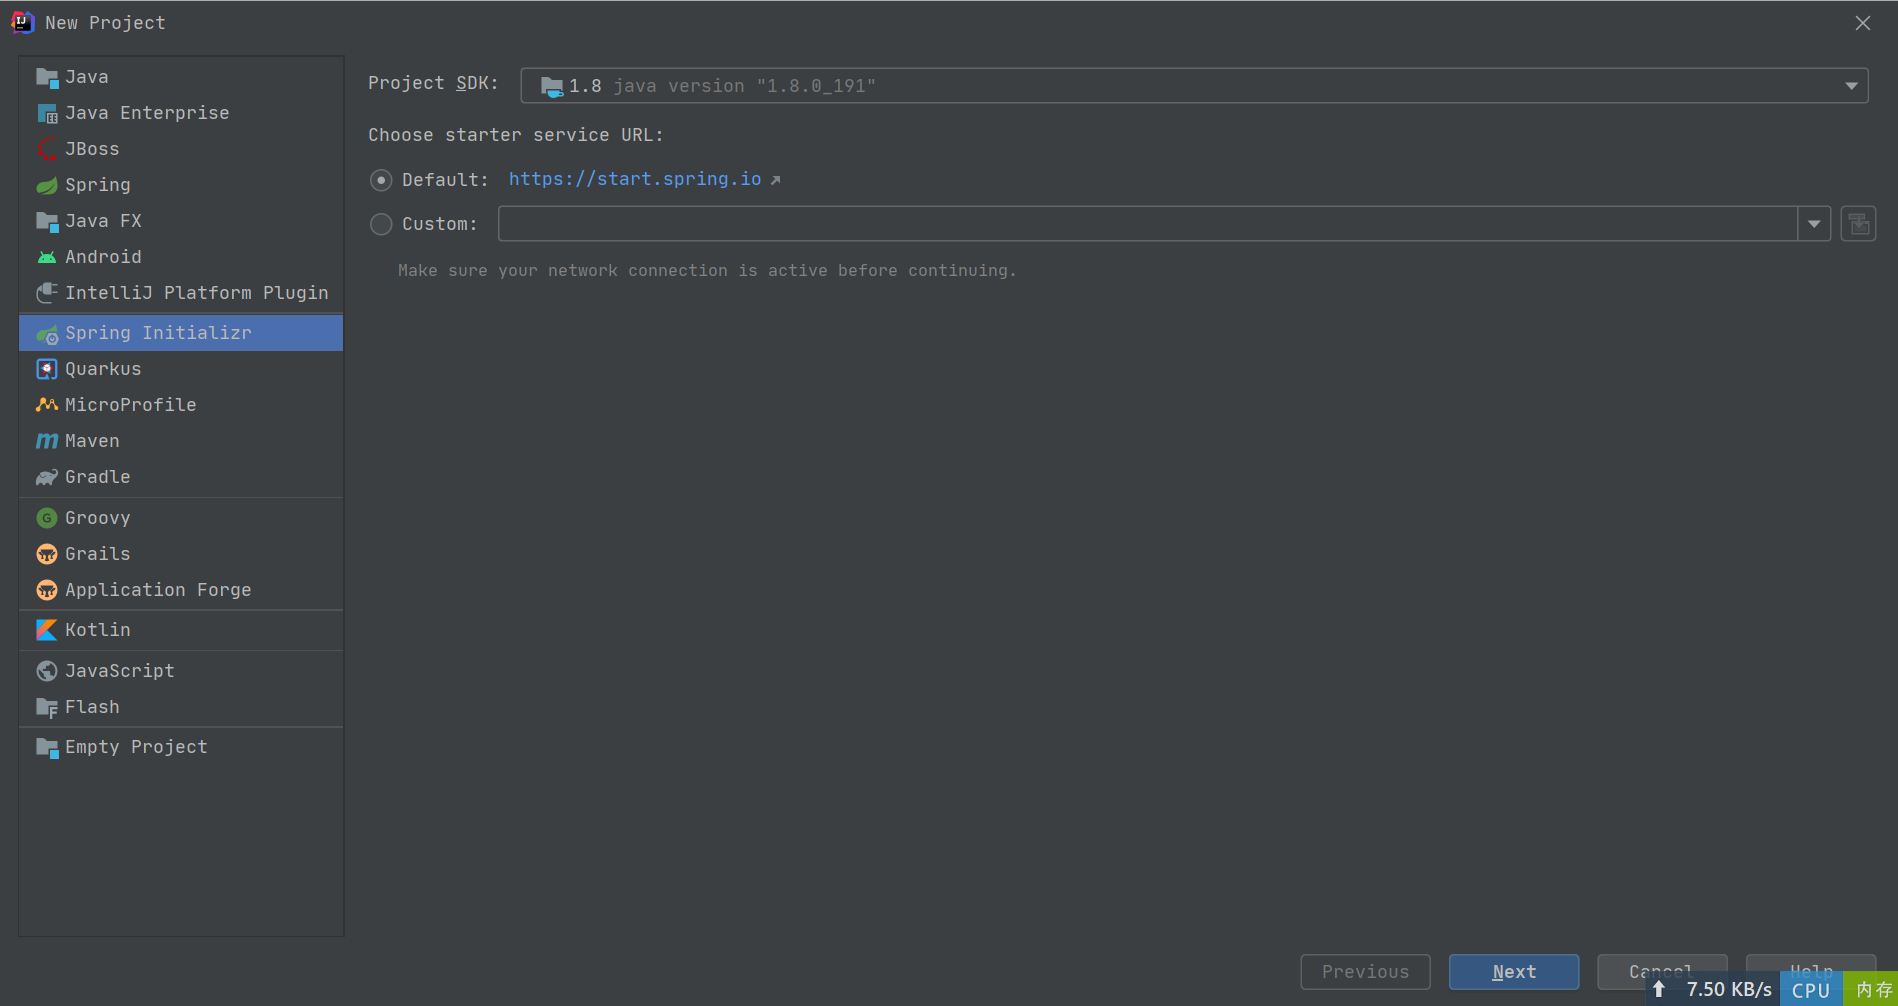 New Project
Java
Java Enterprise
JBoss
Spring
Java FX
Android
IntelliJ Platform Plugin
Spring Initializr
Quarkus
MicroProfile
Maven
Gradle
Groovy
Grails
Application Forge
Kotlin
JavaScript
Flash
Empty Project
Project SDK: 1.8 java version "1.8.0_191"
Choose starter service URL:
Default: https://start.spring.io
Custom:
Make sure your network connection is active before continuing.
Previous Next Cancel Help
7.50 KB/s CPU 内存